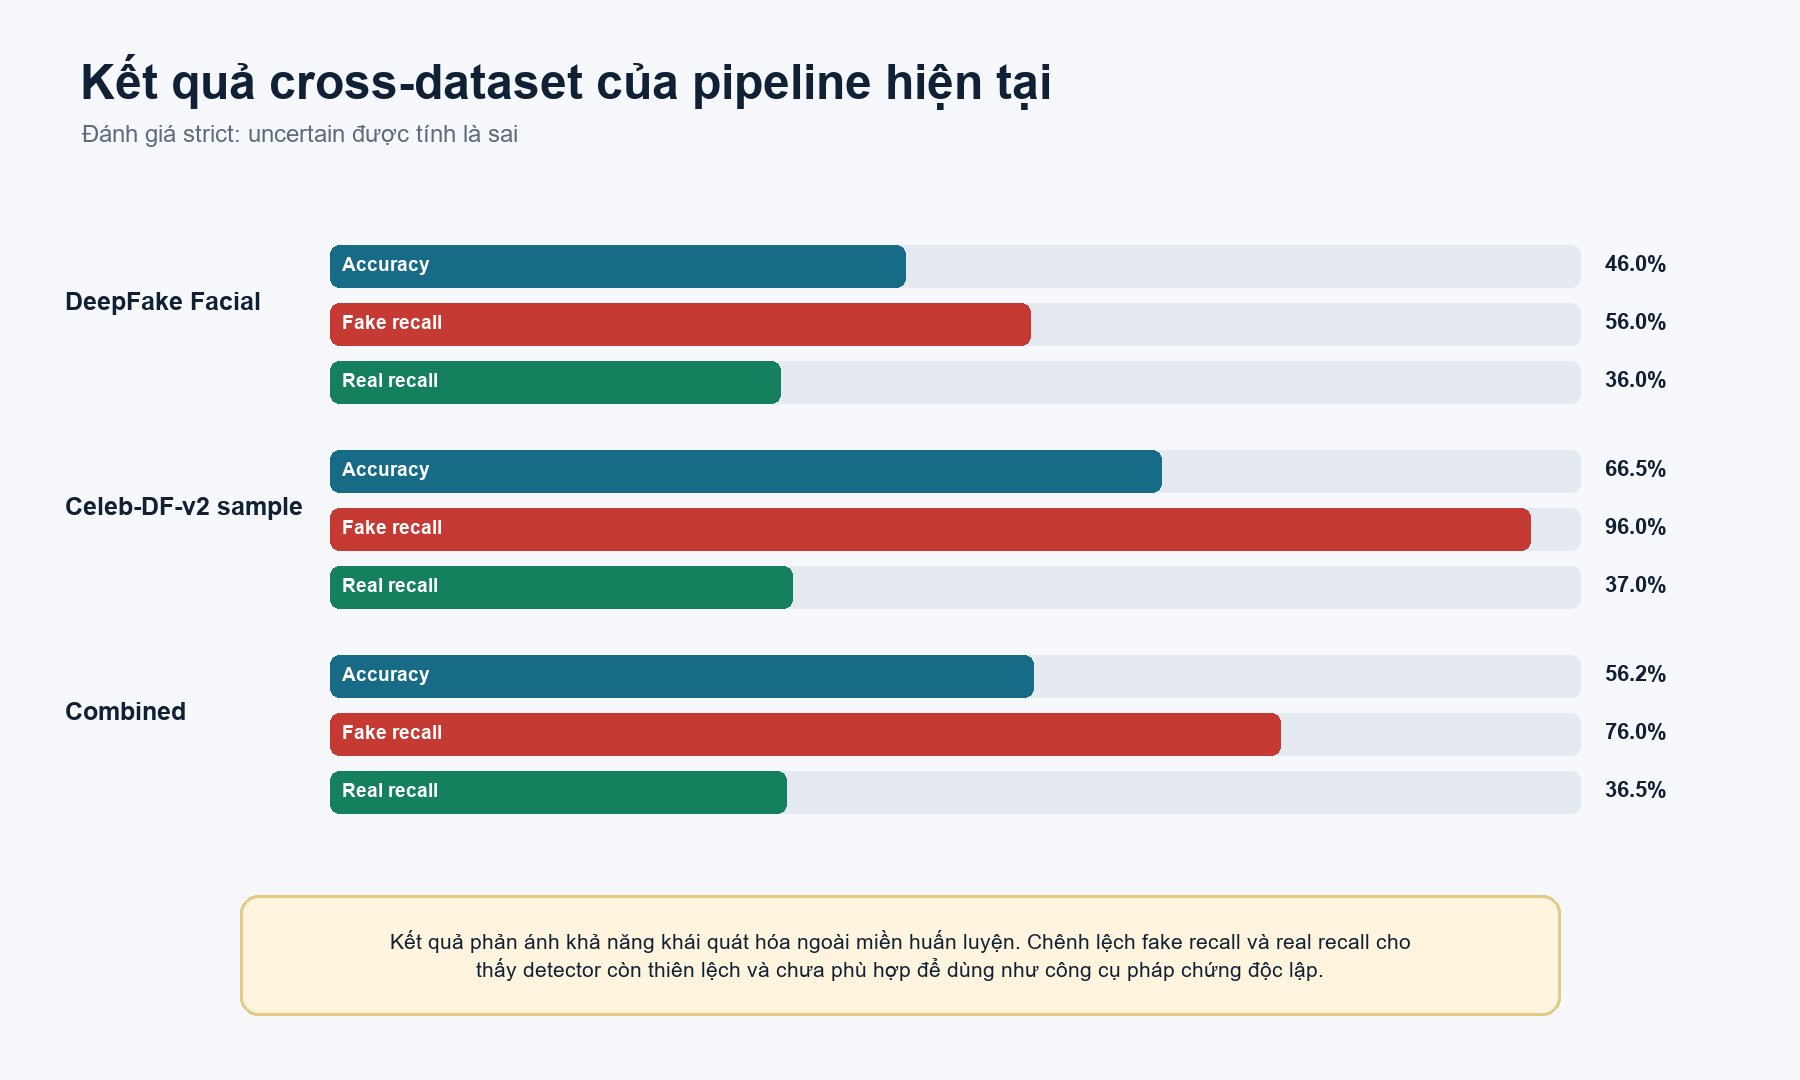 Kết quả cross-dataset của pipeline hiện tại
Đánh giá strict: uncertain được tính là sai
DeepFake Facial
Accuracy
46.0%
Fake recall
56.0%
Real recall
36.0%
Celeb-DF-v2 sample
Accuracy
66.5%
Fake recall
96.0%
Real recall
37.0%
Combined
Accuracy
56.2%
Fake recall
76.0%
Real recall
36.5%
Kết quả phản ánh khả năng khái quát hóa ngoài miền huấn luyện. Chênh lệch fake recall và real recall cho
thấy detector còn thiên lệch và chưa phù hợp để dùng như công cụ pháp chứng độc lập.